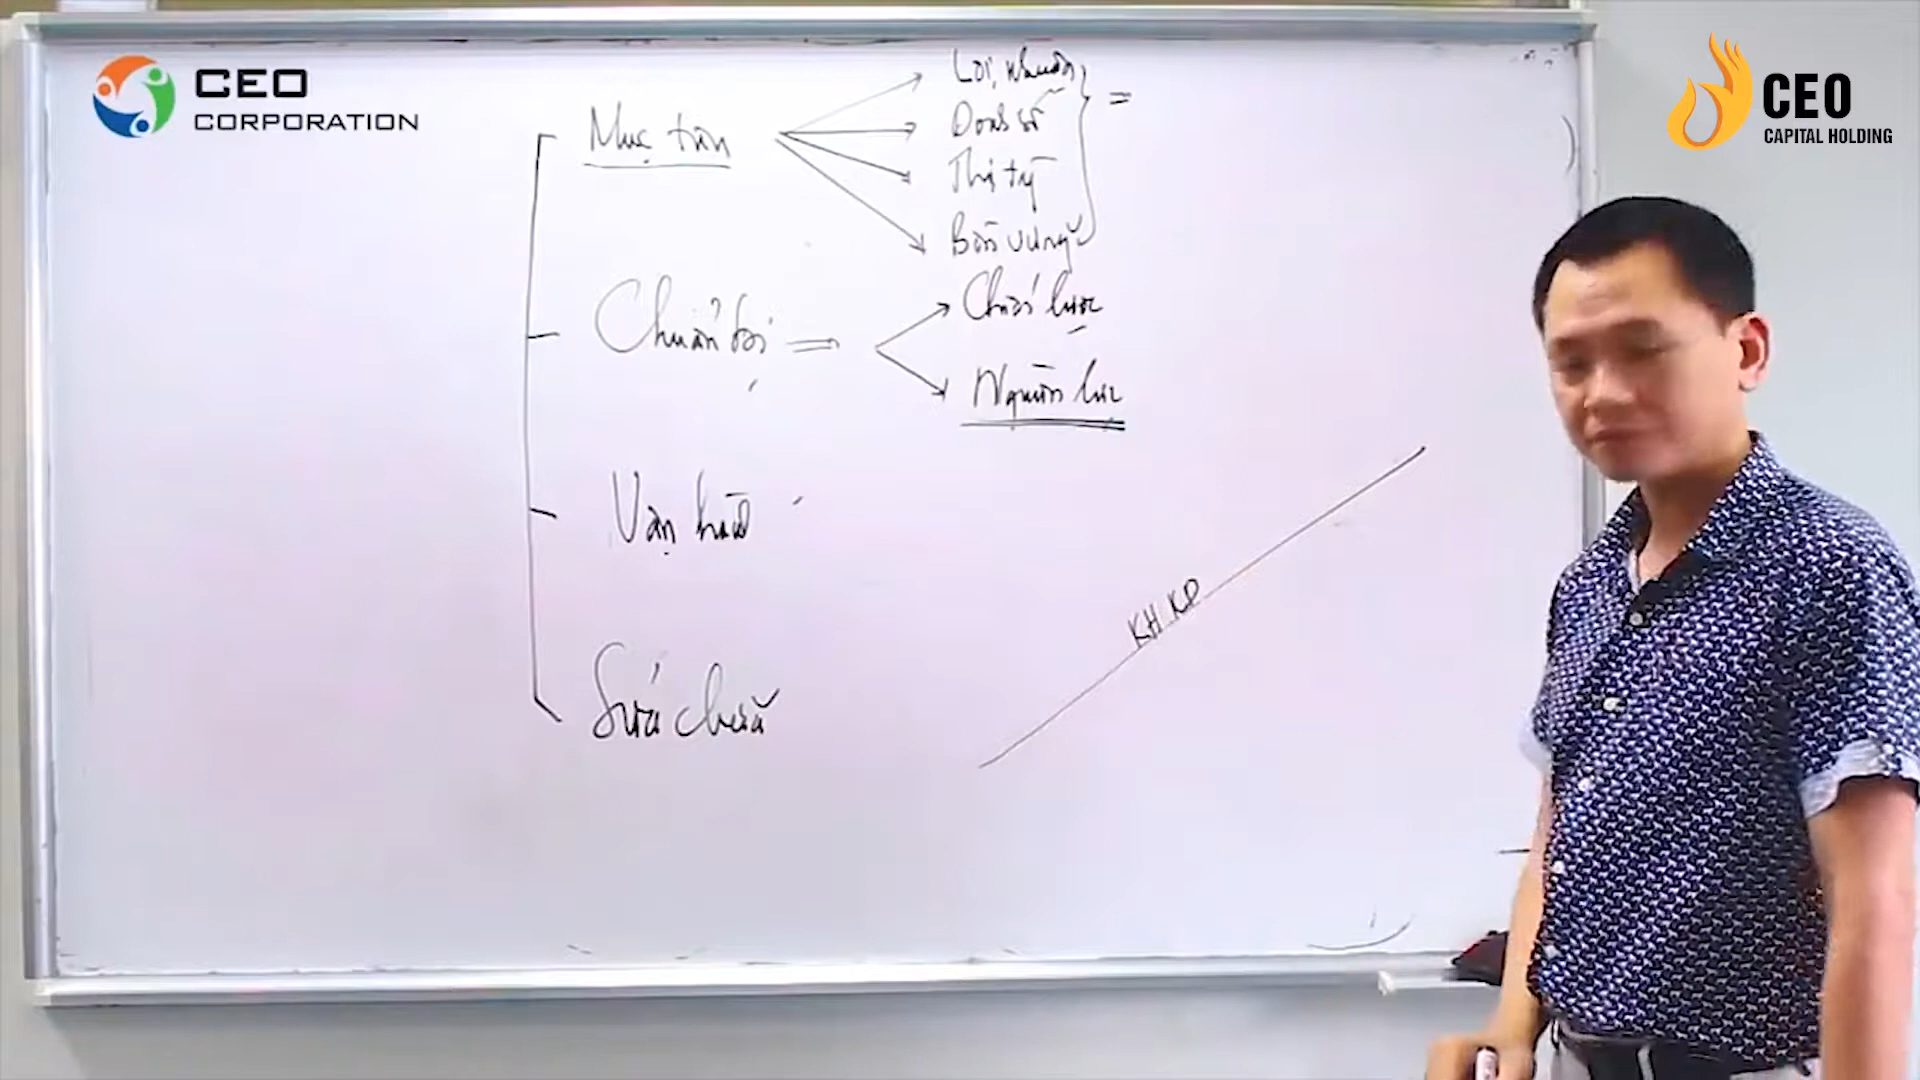 CEO
CORPORATION
CEO
CAPITAL HOLDING
Mục tiêu
Lợi nhuận
Doanh số
Thị tỷ
Bền vững
=
Chuẩn bị
Chiến lược
Nguồn lực
Vận hành
Sửa chữa
KH KD